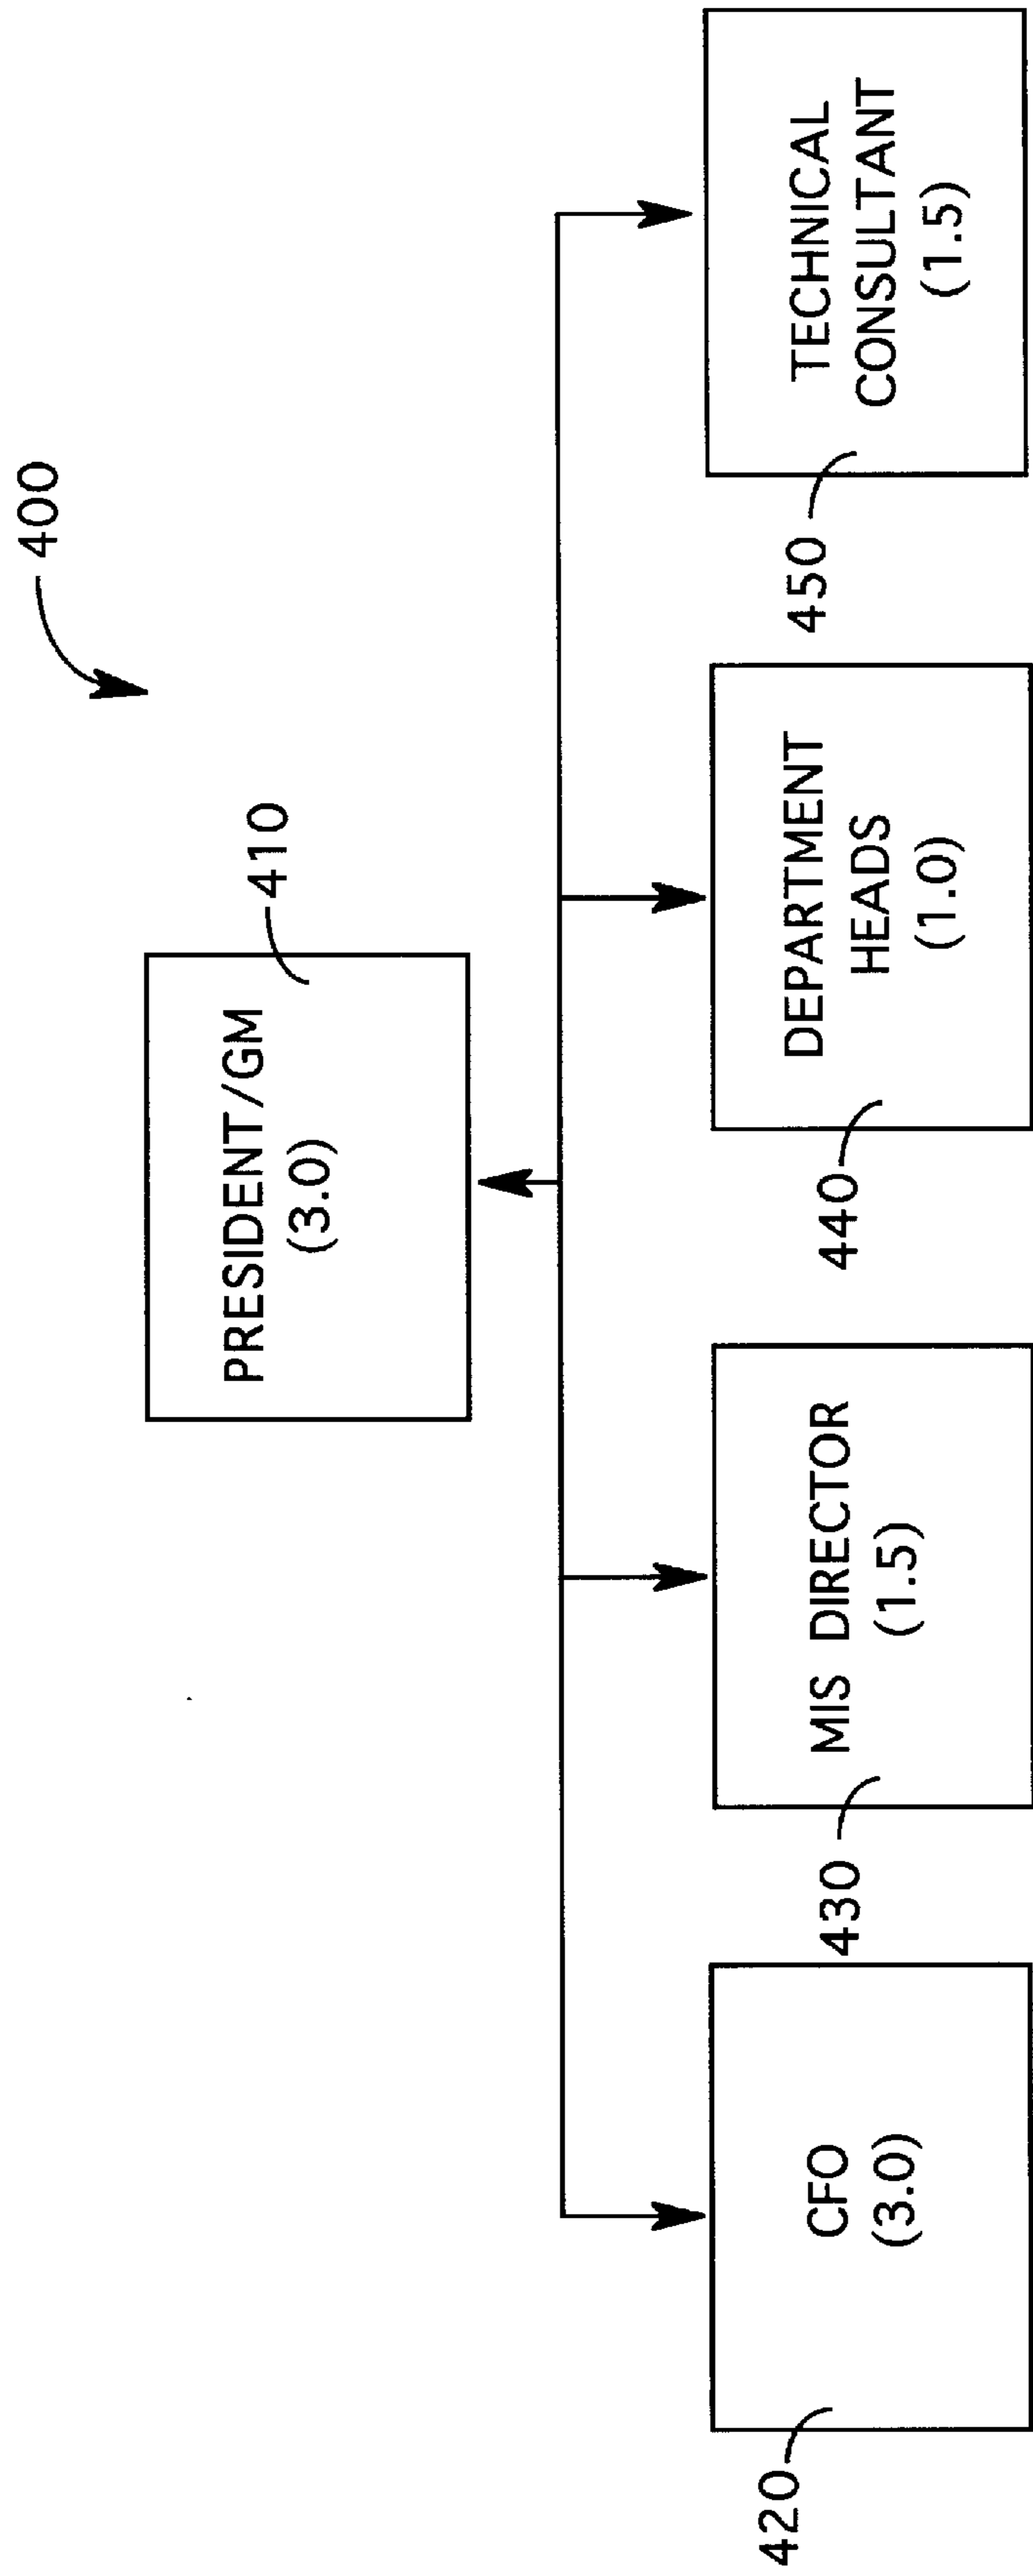 400
PRESIDENT/GM
(3.0)
410
CFO
(3.0)
420
MIS DIRECTOR
(1.5)
430
DEPARTMENT
HEADS
(1.0)
440
TECHNICAL
CONSULTANT
(1.5)
450